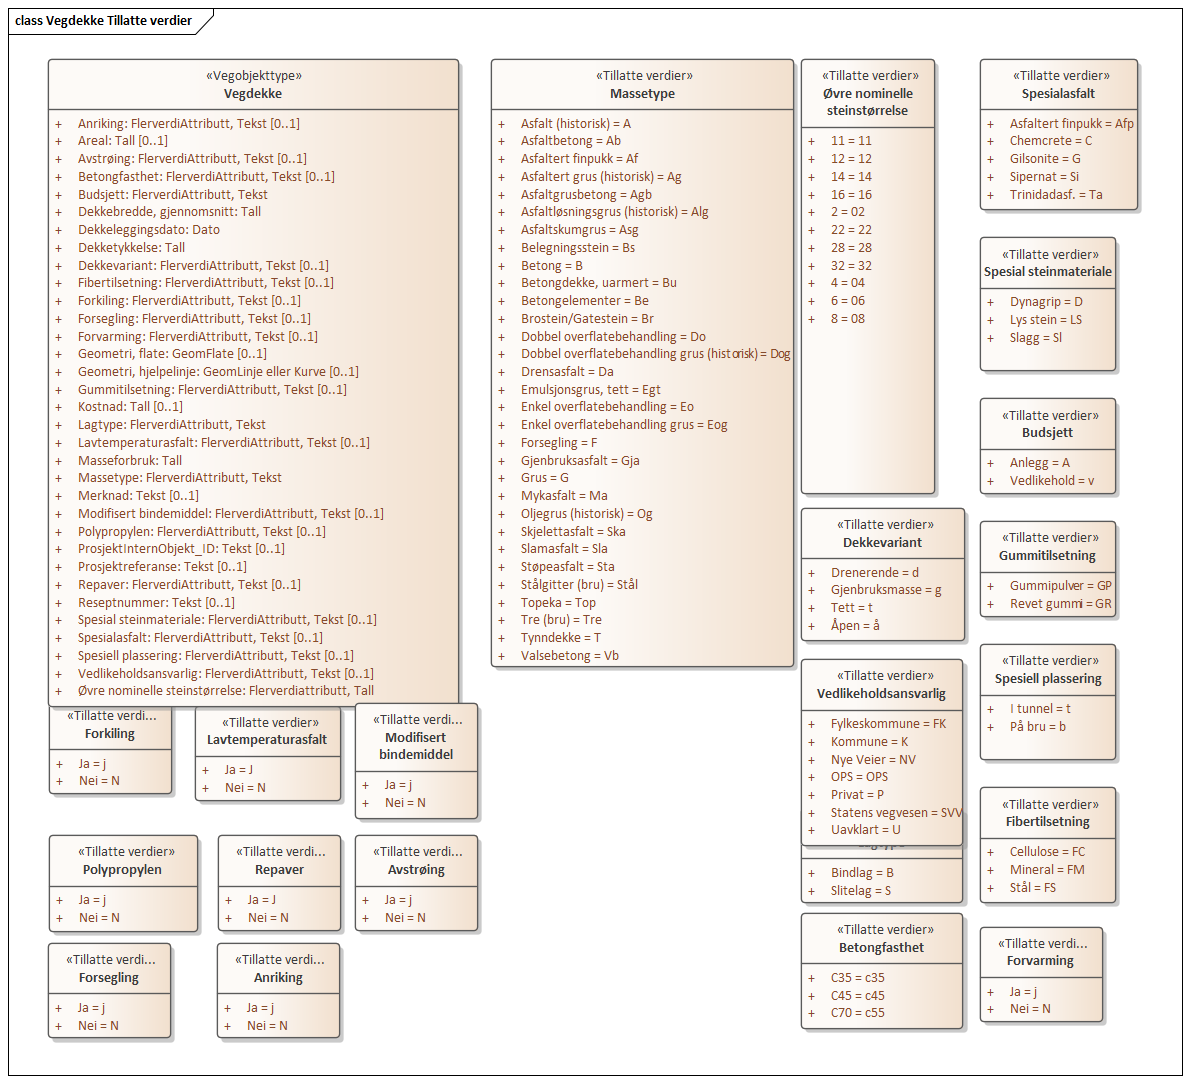 class Vegdekke Tillatte verdier
«Vegobjekttype»
Vegdekke
+ Anriking: FlerverdiAttributt, Tekst [0..1]
+ Areal: Tall [0..1]
+ Avstrøing: FlerverdiAttributt, Tekst [0..1]
+ Betongfasthet: FlerverdiAttributt, Tekst [0..1]
+ Budsjett: FlerverdiAttributt, Tekst
+ Dekkebredde, gjennomsnitt: Tall
+ Dekkeleggingsdato: Dato
+ Dekketykkelse: Tall
+ Dekkevariant: FlerverdiAttributt, Tekst [0..1]
+ Fibertilsetning: FlerverdiAttributt, Tekst [0..1]
+ Forkiling: FlerverdiAttributt, Tekst [0..1]
+ Forsegling: FlerverdiAttributt, Tekst [0..1]
+ Forvarming: FlerverdiAttributt, Tekst [0..1]
+ Geometri, flate: GeomFlate [0..1]
+ Geometri, hjelpelinje: GeomLinje eller Kurve [0..1]
+ Gummitilsetning: FlerverdiAttributt, Tekst [0..1]
+ Kostnad: Tall [0..1]
+ Lagtype: FlerverdiAttributt, Tekst
+ Lavtemperaturasfalt: FlerverdiAttributt, Tekst [0..1]
+ Masseforbruk: Tall
+ Massetype: FlerverdiAttributt, Tekst
+ Merknad: Tekst [0..1]
+ Modifisert bindemiddel: FlerverdiAttributt, Tekst [0..1]
+ Polypropylen: FlerverdiAttributt, Tekst [0..1]
+ ProsjektInternObjekt_ID: Tekst [0..1]
+ Prosjektreferanse: Tekst [0..1]
+ Repaver: FlerverdiAttributt, Tekst [0..1]
+ Reseptnummer: Tekst [0..1]
+ Spesial steinmateriale: FlerverdiAttributt, Tekst [0..1]
+ Spesialasfalt: FlerverdiAttributt, Tekst [0..1]
+ Spesiell plassering: FlerverdiAttributt, Tekst [0..1]
+ Vedlikeholdsansvarlig: FlerverdiAttributt, Tekst [0..1]
+ Øvre nominelle steinstørrelse: Flerverdiattributt, Tall
«Tillatte verdier»
Massetype
+ Asfalt (historisk) = A
+ Asfaltbetong = Ab
+ Asfaltert finpukk = Af
+ Asfaltert grus (historisk) = Ag
+ Asfaltgrusbetong = Agb
+ Asfaltløsningsgrus (historisk) = Alg
+ Asfaltskumgrus = Asg
+ Belegningsstein = Bs
+ Betong = B
+ Betongdekke, uarmert = Bu
+ Betongelementer = Be
+ Brostein/Gatestein = Br
+ Dobbel overflatebehandling = Do
+ Dobbel overflatebehandling grus (historisk) = Dog
+ Drensasfalt = Da
+ Emulsjonsgrus, tett = Egt
+ Enkel overflatebehandling = Eo
+ Enkel overflatebehandling grus = Eog
+ Forsegling = F
+ Gjenbruksasfalt = Gja
+ Grus = G
+ Mykasfalt = Ma
+ Oljegrus (historisk) = Og
+ Skjelettasfalt = Ska
+ Slamasfalt = Sla
+ Støpeasfalt = Sta
+ Stålgitter (bru) = Stål
+ Topeka = Top
+ Tre (bru) = Tre
+ Tynndekke = T
+ Valsebetong = Vb
«Tillatte verdier»
Øvre nominelle
steinstørrelse
+ 11 = 11
+ 12 = 12
+ 14 = 14
+ 16 = 16
+ 2 = 02
+ 22 = 22
+ 28 = 28
+ 32 = 32
+ 4 = 04
+ 6 = 06
+ 8 = 08
«Tillatte verdier»
Spesialasfalt
+ Asfaltert finpukk = Afp
+ Chemcrete = C
+ Gilsonite = G
+ Sipernat = Si
+ Trinidadasf. = Ta
«Tillatte verdier»
Spesial steinmateriale
+ Dynagrip = D
+ Lys stein = LS
+ Slagg = Sl
«Tillatte verdier»
Budsjett
+ Anlegg = A
+ Vedlikehold = v
«Tillatte verdier»
Dekkevariant
+ Drenerende = d
+ Gjenbruksmasse = g
+ Tett = t
+ Åpen = å
«Tillatte verdier»
Gummitilsetning
+ Gummipulver = GP
+ Revet gummi = GR
«Tillatte verdier»
Vedlikeholdsansvarlig
+ Fylkeskommune = FK
+ Kommune = K
+ Nye Veier = NV
+ OPS = OPS
+ Privat = P
+ Statens vegvesen = SVV
+ Uavklart = U
+ Bindlag = B
+ Slitelag = S
«Tillatte verdier»
Spesiell plassering
+ I tunnel = t
+ På bru = b
«Tillatte verdier»
Fibertilsetning
+ Cellulose = FC
+ Mineral = FM
+ Stål = FS
«Tillatte verdi...
Forkiling
+ Ja = j
+ Nei = N
«Tillatte verdier»
Lavtemperaturasfalt
+ Ja = J
+ Nei = N
«Tillatte verdi...
Modifisert
bindemiddel
+ Ja = j
+ Nei = N
«Tillatte verdier»
Polypropylen
+ Ja = j
+ Nei = N
«Tillatte verdi...
Repaver
+ Ja = J
+ Nei = N
«Tillatte verdi...
Avstrøing
+ Ja = j
+ Nei = N
«Tillatte verdi...
Forsegling
+ Ja = j
+ Nei = N
«Tillatte verdi...
Anriking
+ Ja = j
+ Nei = N
«Tillatte verdier»
Betongfasthet
+ C35 = c35
+ C45 = c45
+ C70 = c55
«Tillatte verdi...
Forvarming
+ Ja = j
+ Nei = N